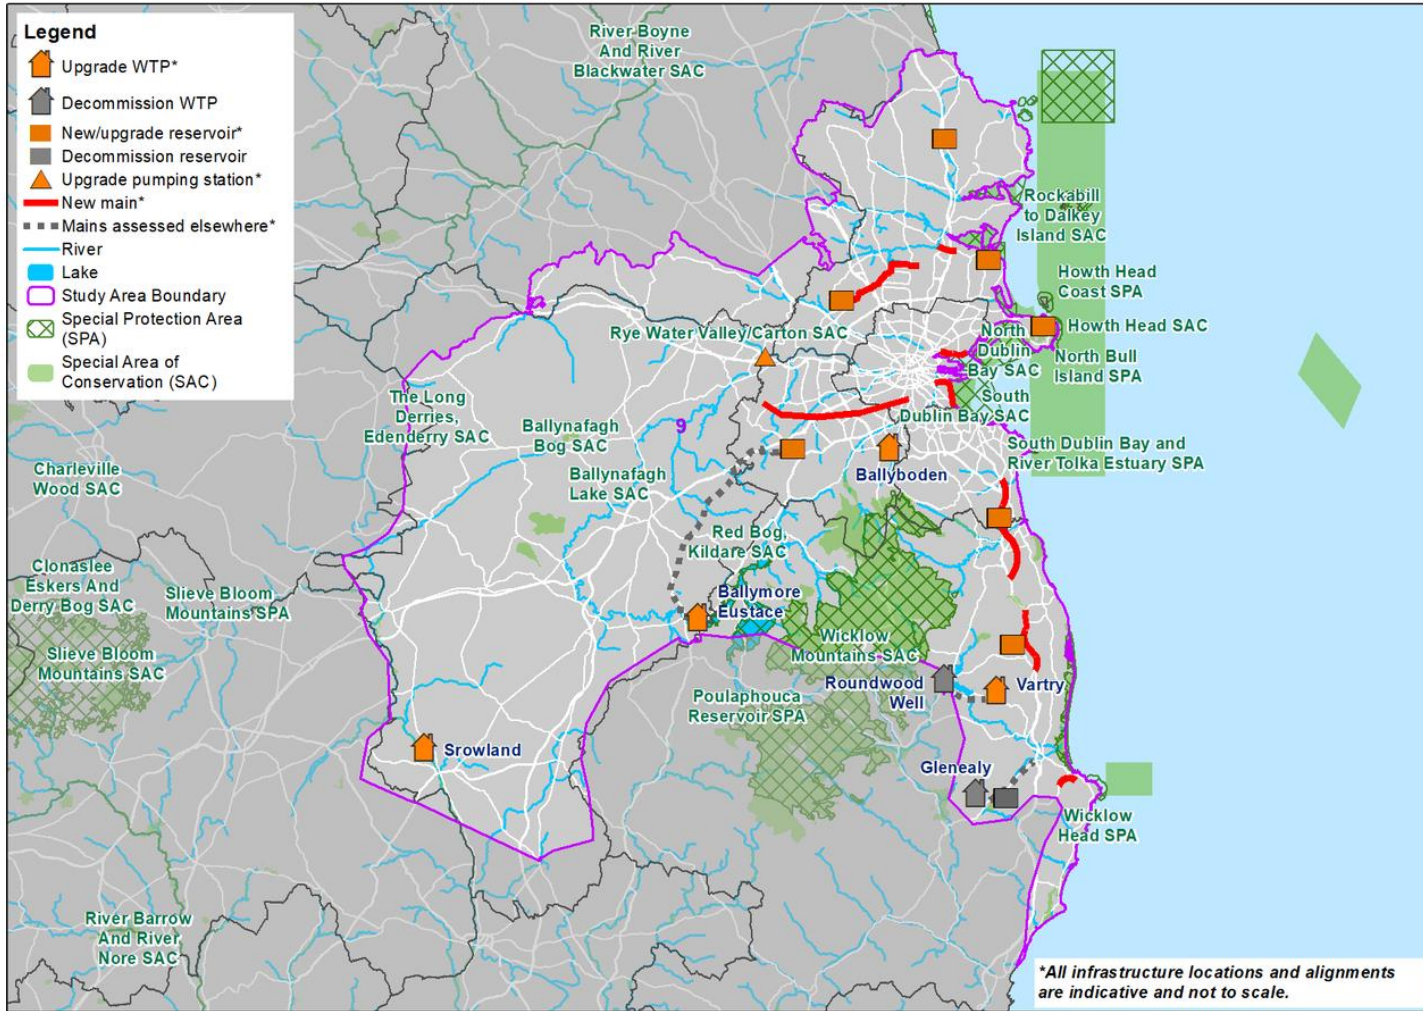 Legend
Upgrade WTP*
Decommission WTP
New/upgrade reservoir*
Decommission reservoir
Upgrade pumping station*
New main*
Mains assessed elsewhere*
River
Lake
Study Area Boundary
Special Protection Area
(SPA)
Special Area of
Conservation (SAC)
River Boyne
And River
Blackwater SAC
Rockabill
to Dalkey
Island SAC
Howth Head
Coast SPA
Howth Head SAC
Rye Water Valley/Carton SAC
North
Dublin
Bay SAC
North Bull
Island SPA
The Long
Derries,
Edenderry SAC
Ballynafagh
Bog SAC
9
South
Dublin Bay SAC
South Dublin Bay and
River Tolka Estuary SPA
Charleville
Wood SAC
Ballynafagh
Lake SAC
Ballyboden
Red Bog,
Kildare SAC
Clonaslee
Eskers And
Derry Bog SAC
Slieve Bloom
Mountains SPA
Ballymore
Eustace
Slieve Bloom
Mountains SAC
Wicklow
Mountains SAC
Roundwood
Well
Vartry
Poulaphouca
Reservoir SPA
Srowland
Glenealy
Wicklow
Head SPA
River Barrow
And River
Nore SAC
*All infrastructure locations and alignments
are indicative and not to scale.